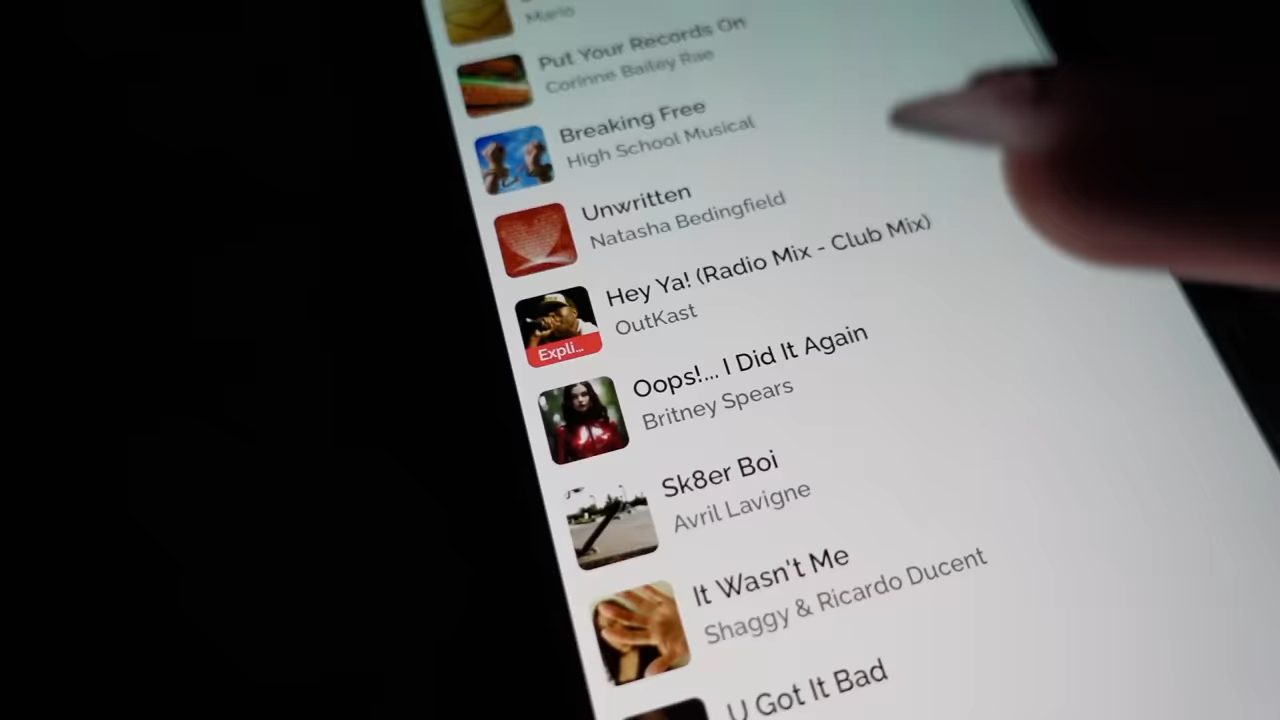 Mario
Put Your Records On
Corinne Bailey Rae
Breaking Free
High School Musical
Unwritten
Natasha Bedingfield
Hey Ya! (Radio Mix - Club Mix)
OutKast
Expli...
Oops!... I Did It Again
Britney Spears
Sk8er Boi
Avril Lavigne
It Wasn't Me
Shaggy & Ricardo Ducent
U Got It Bad